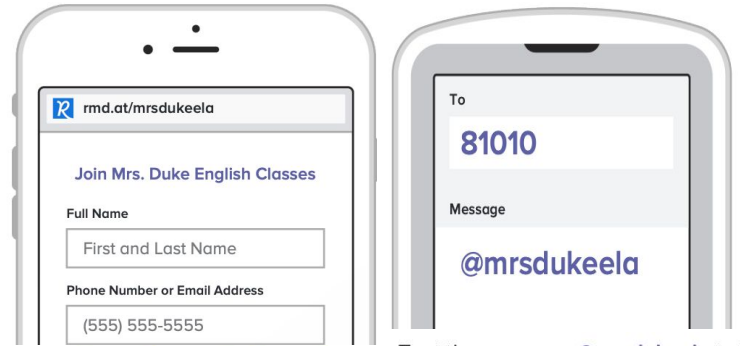 rmd.at/mrsdukeela
Join Mrs. Duke English Classes
Full Name
First and Last Name
Phone Number or Email Address
(555) 555-5555
To
81010
Message
@mrsdukeela